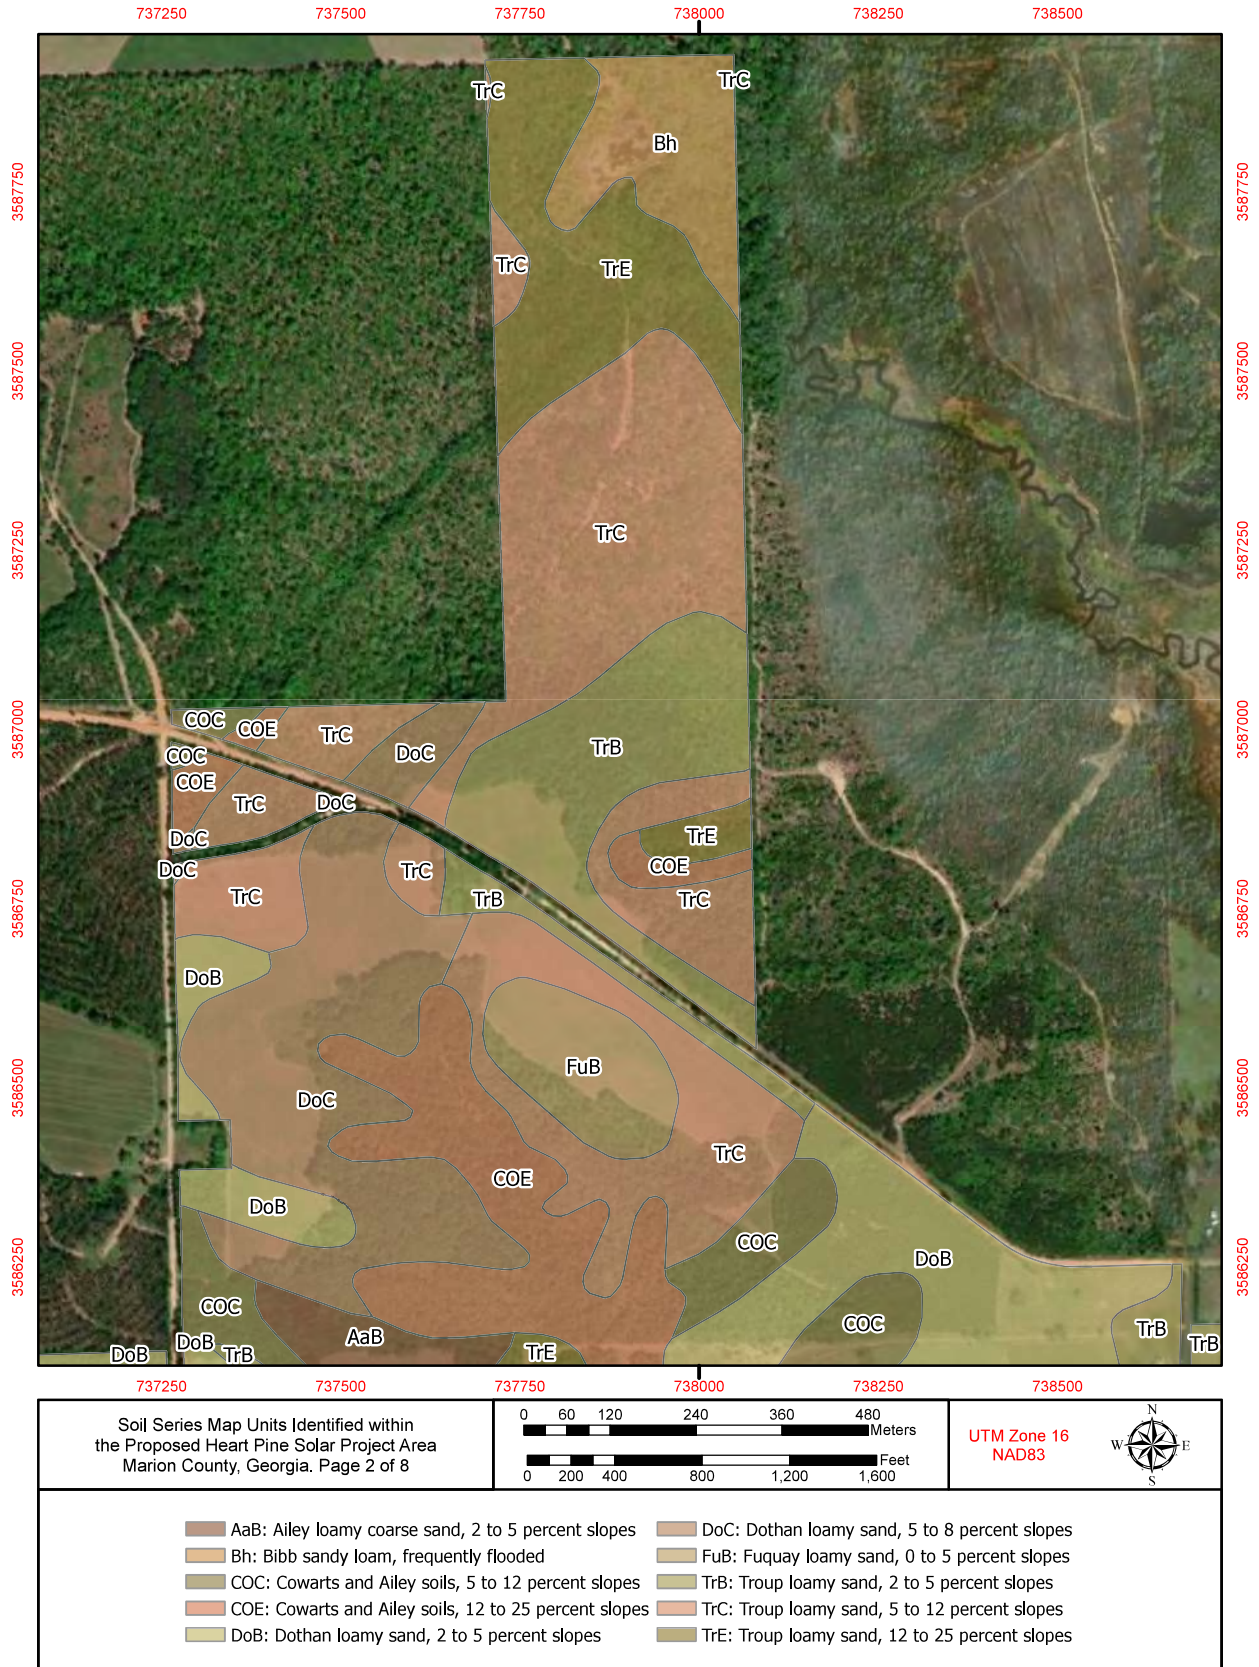 737250 737500 737750 738000 738250 738500
TrC
TrC
Bh
3587750
3587750
TrC
TrE
3587500
3587500
TrC
3587250
3587250
3587000
3587000
COC
COE
TrC
DoC
TrB
COC
COE
TrC
DoC
DoC
TrE
DoC
TrC
COE
TrC
TrC
TrB
3586750
3586750
DoB
FuB
3586500
3586500
DoC
TrC
COE
DoB
COC
DoB
3586250
3586250
COC
AaB
COC
TrB
DoB
TrB
TrE
DoB
TrB
737250 737500 737750 738000 738250 738500
Soil Series Map Units Identified within
the Proposed Heart Pine Solar Project Area
Marion County, Georgia. Page 2 of 8
0 60 120 240 360 480
Meters
Feet
0 200 400 800 1,200 1,600
UTM Zone 16
NAD83
N
W E
S
AaB: Ailey loamy coarse sand, 2 to 5 percent slopes
Bh: Bibb sandy loam, frequently flooded
COC: Cowarts and Ailey soils, 5 to 12 percent slopes
COE: Cowarts and Ailey soils, 12 to 25 percent slopes
DoB: Dothan loamy sand, 2 to 5 percent slopes
DoC: Dothan loamy sand, 5 to 8 percent slopes
FuB: Fuquay loamy sand, 0 to 5 percent slopes
TrB: Troup loamy sand, 2 to 5 percent slopes
TrC: Troup loamy sand, 5 to 12 percent slopes
TrE: Troup loamy sand, 12 to 25 percent slopes